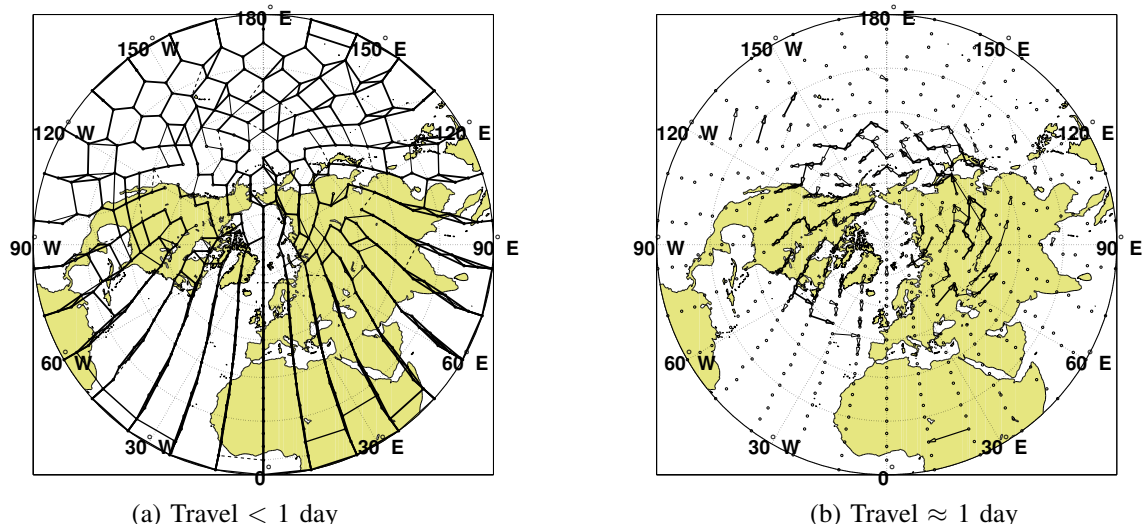 180° E
150° W
150° E
120° W
120° E
90° W
90° E
60° W
60° E
30° W
30° E
0°
(a) Travel < 1 day
180° E
150° W
150° E
120° W
120° E
90° W
90° E
60° W
60° E
30° W
30° E
0°
(b) Travel ≈ 1 day